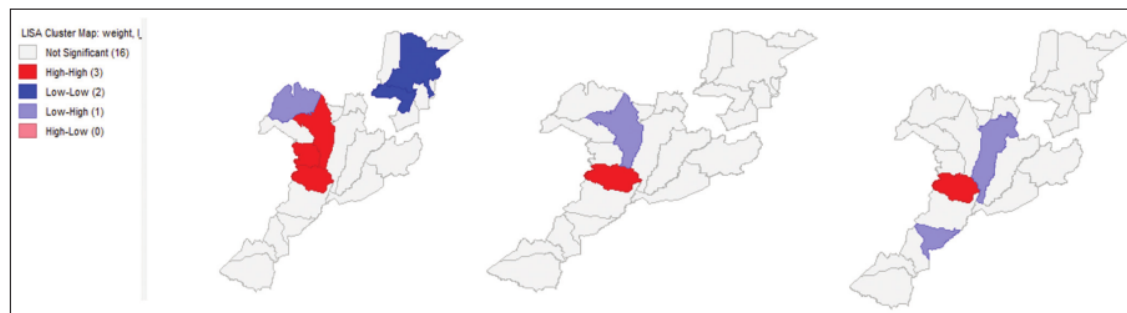 LISA Cluster Map: weight, I_
Not Significant (16)
High-High (3)
Low-Low (2)
Low-High (1)
High-Low (0)